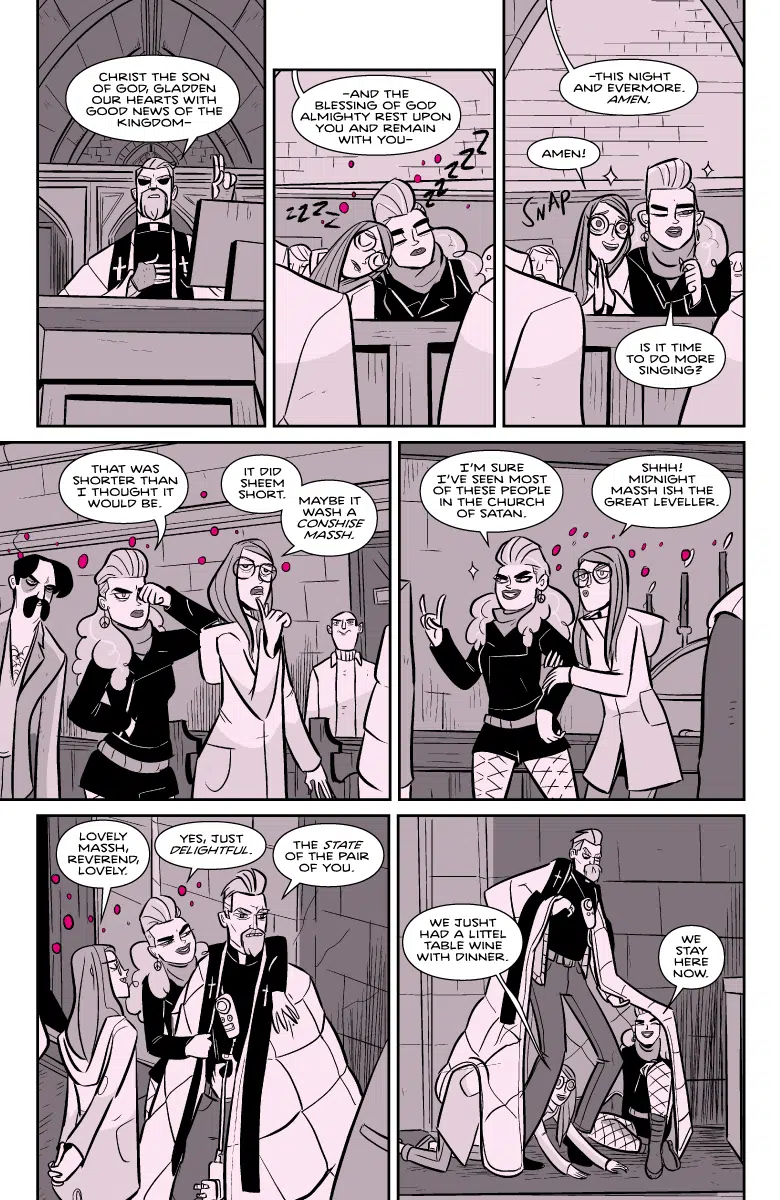 CHRIST THE SON
OF GOD, GLADDEN
OUR HEARTS WITH
GOOD NEWS OF THE
KINGDOM–
–AND THE
BLESSING OF GOD
ALMIGHTY REST UPON
YOU AND REMAIN
WITH YOU–
ZZZZ
ZZZZZZ
–THIS NIGHT
AND EVERMORE.
AMEN.
AMEN!
SNAP
IS IT TIME
TO DO MORE
SINGING?
THAT WAS
SHORTER THAN
I THOUGHT IT
WOULD BE.
IT DID
SHEEM
SHORT.
MAYBE IT
WASH A
CONSHISE
MASSH.
I'M SURE
I'VE SEEN MOST
OF THESE PEOPLE
IN THE CHURCH
OF SATAN.
SHHH!
MIDNIGHT
MASSH ISH THE
GREAT LEVELLER.
LOVELY
MASSH,
REVEREND,
LOVELY.
YES, JUST
DELIGHTFUL.
THE STATE
OF THE PAIR
OF YOU.
WE JUSHT
HAD A LITTEL
TABLE WINE
WITH DINNER.
WE
STAY
HERE
NOW.